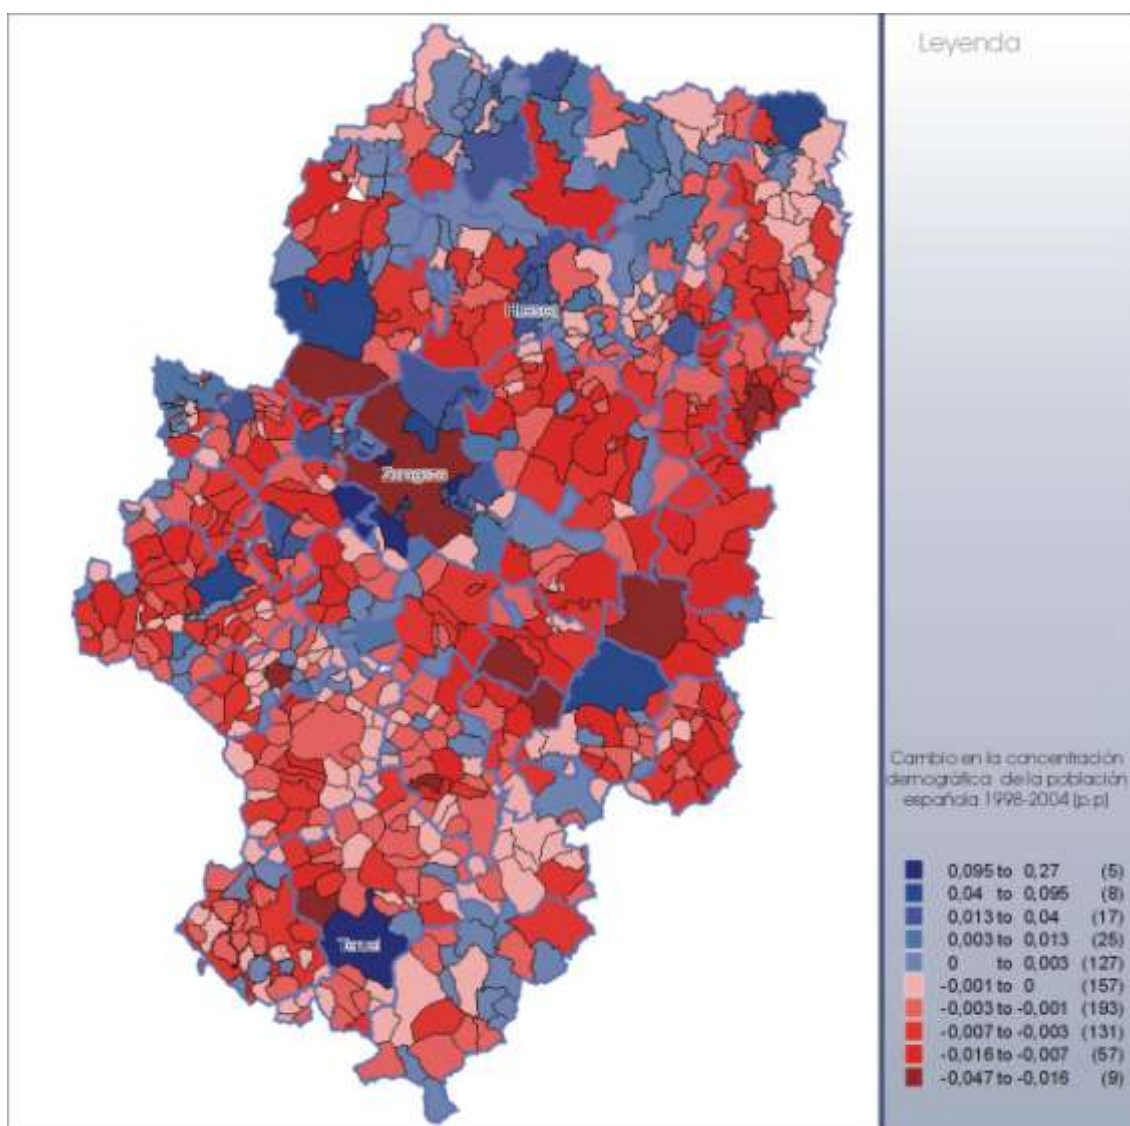 Leyenda
Huesca
Zaragoza
Teruel
Cambio en la concentración
demográfica de la población
española 1998-2004 (p.p)
0,095 to 0,27 (5)
0,04 to 0,095 (8)
0,013 to 0,04 (17)
0,003 to 0,013 (25)
0 to 0,003 (127)
-0,001 to 0 (157)
-0,003 to -0,001 (193)
-0,007 to -0,003 (131)
-0,016 to -0,007 (57)
-0,047 to -0,016 (9)